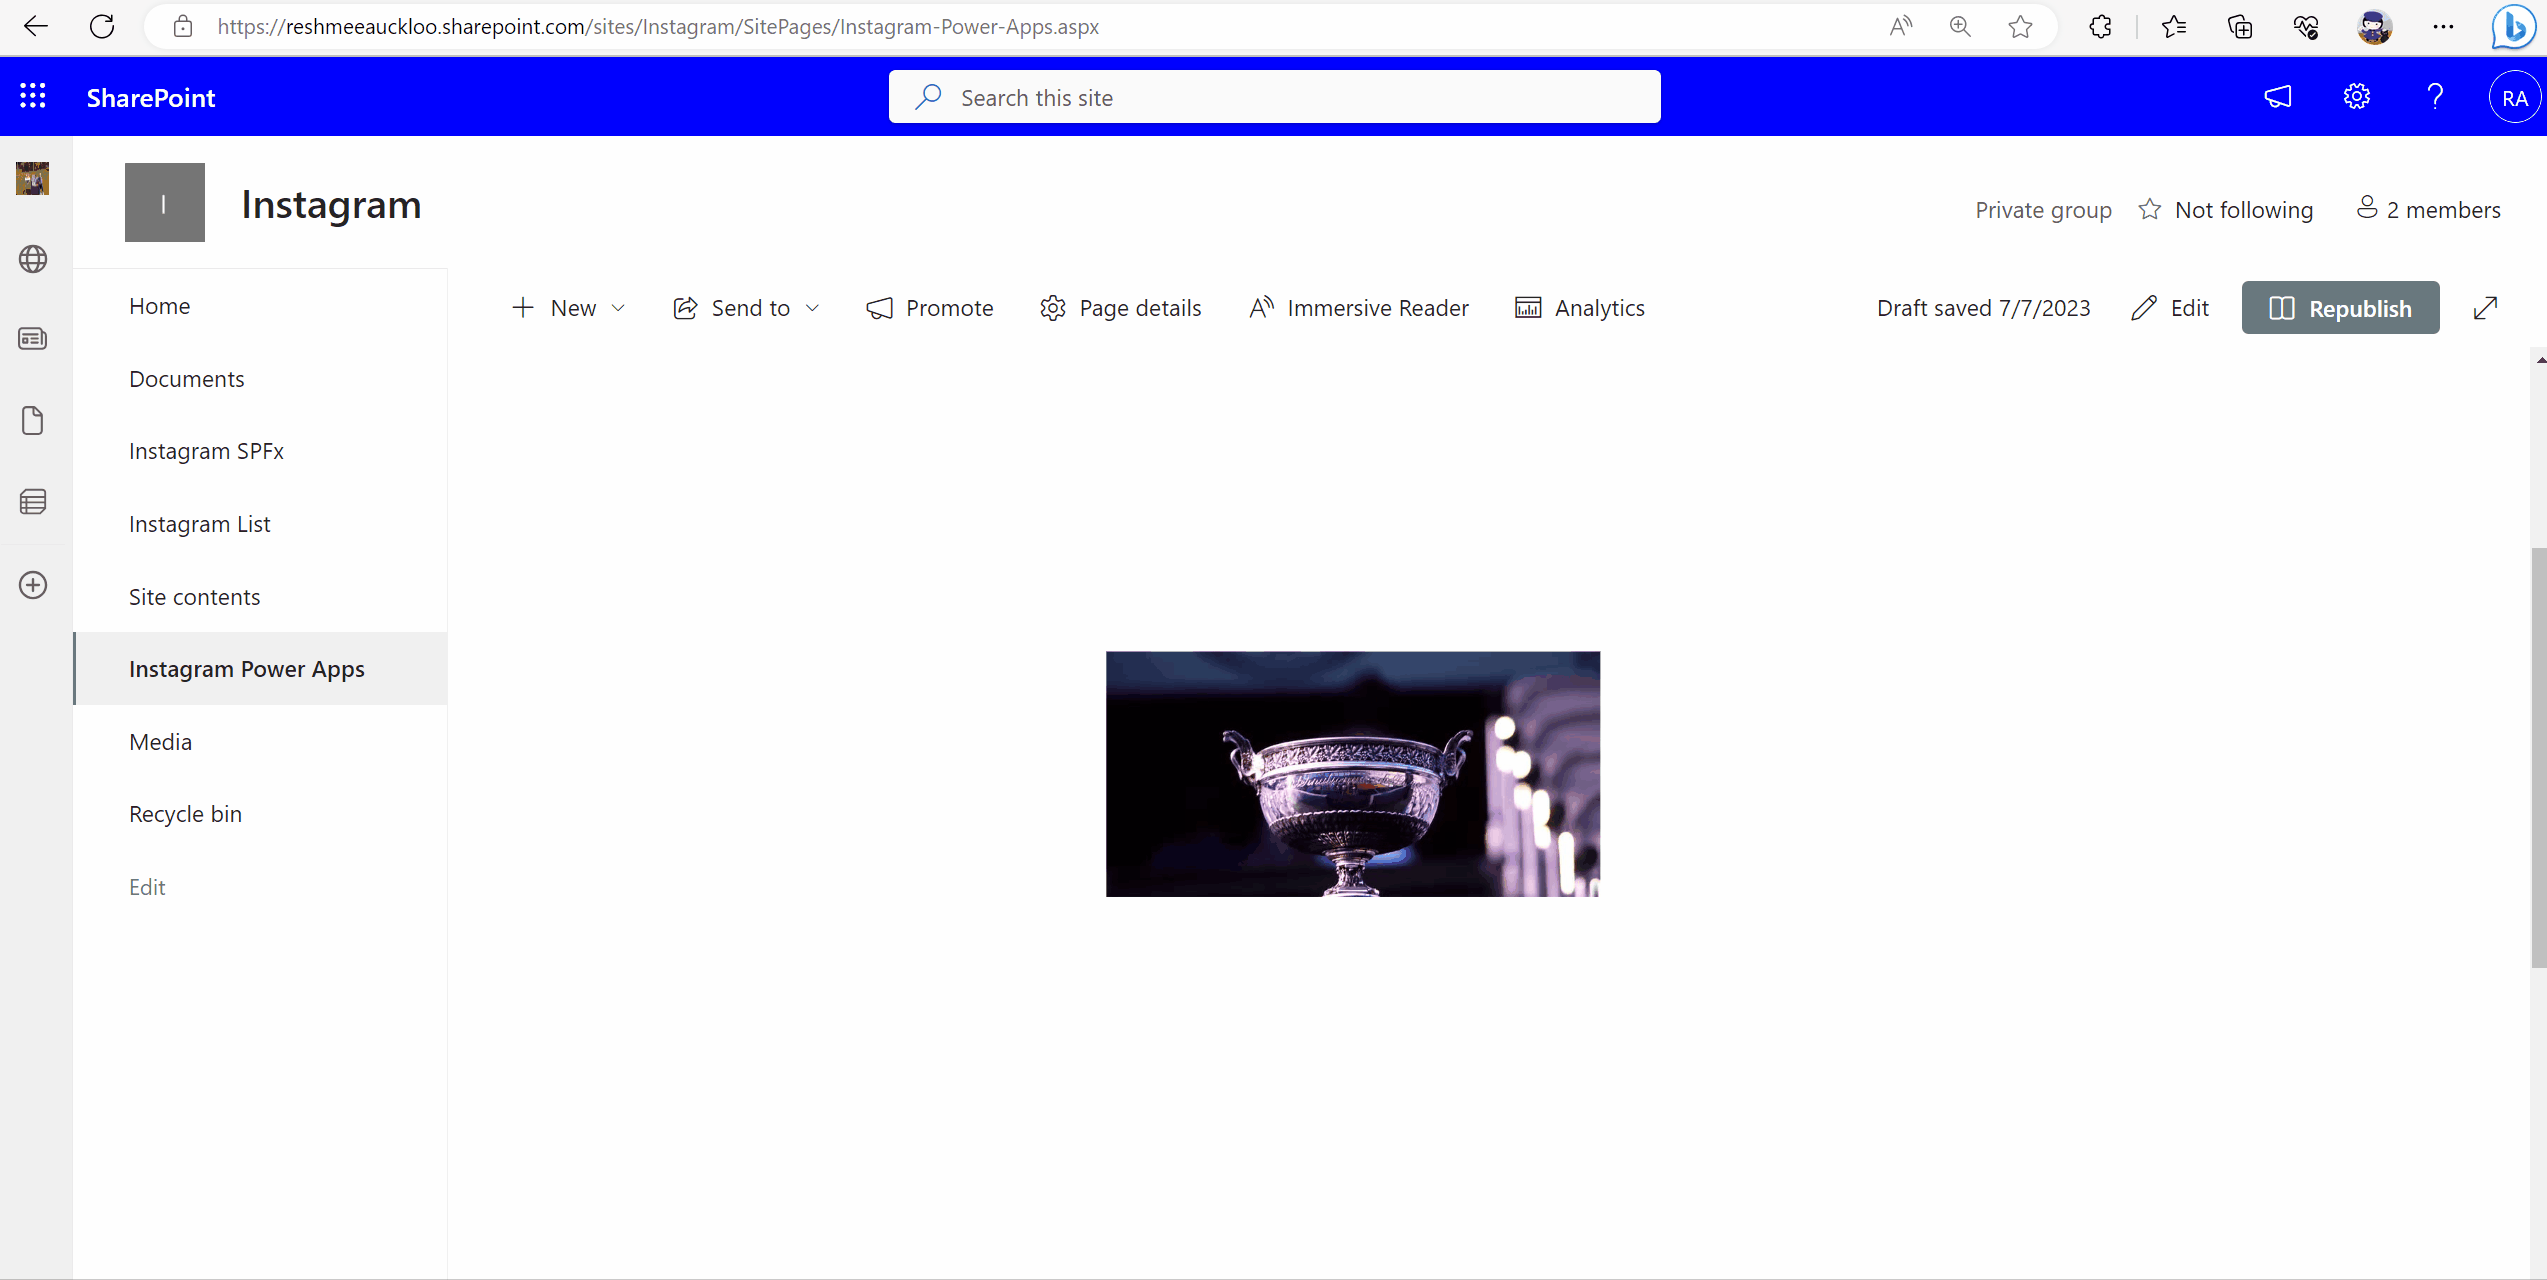 https://reshmeeauckloo.sharepoint.com/sites/Instagram/SitePages/Instagram-Power-Apps.aspx
SharePoint
Search this site
RA
I
Instagram
Private group
Not following
2 members
Home
Documents
Instagram SPFx
Instagram List
Site contents
Instagram Power Apps
Media
Recycle bin
Edit
New
Send to
Promote
Page details
Immersive Reader
Analytics
Draft saved 7/7/2023
Edit
Republish